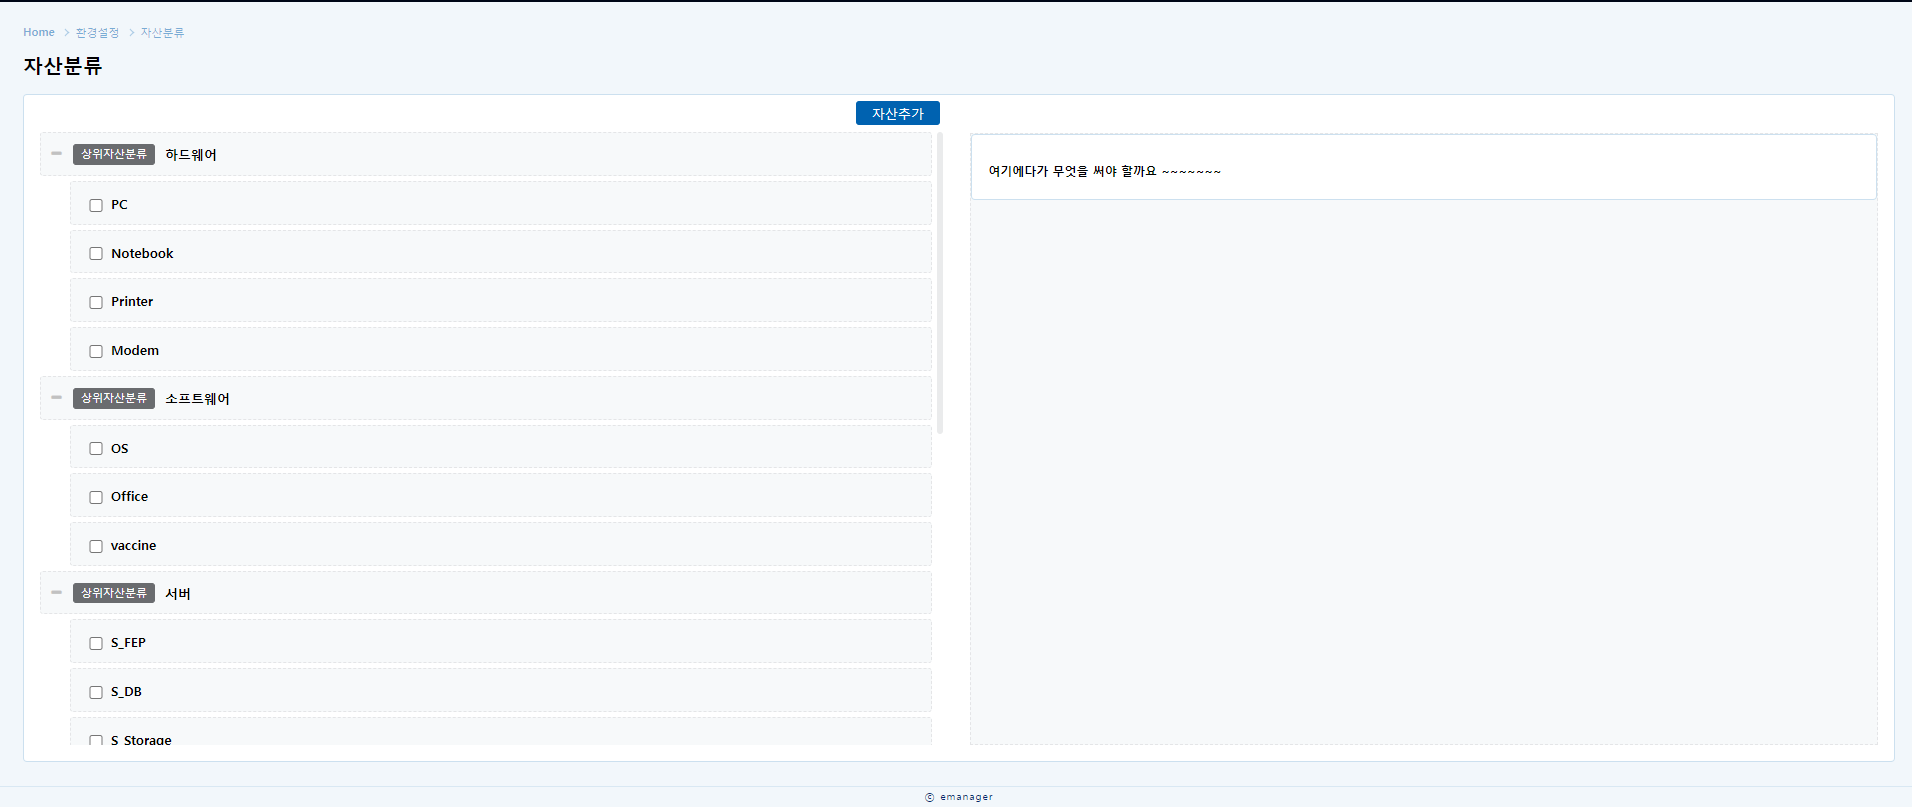 Home > 환경설정 > 자산분류
자산분류
자산추가
상위자산분류 하드웨어
PC
Notebook
Printer
Modem
상위자산분류 소프트웨어
OS
Office
vaccine
상위자산분류 서버
S_FEP
S_DB
S_Storage
여기에다가 무엇을 써야 할까요 ~~~~~~~
ⓒ emanager